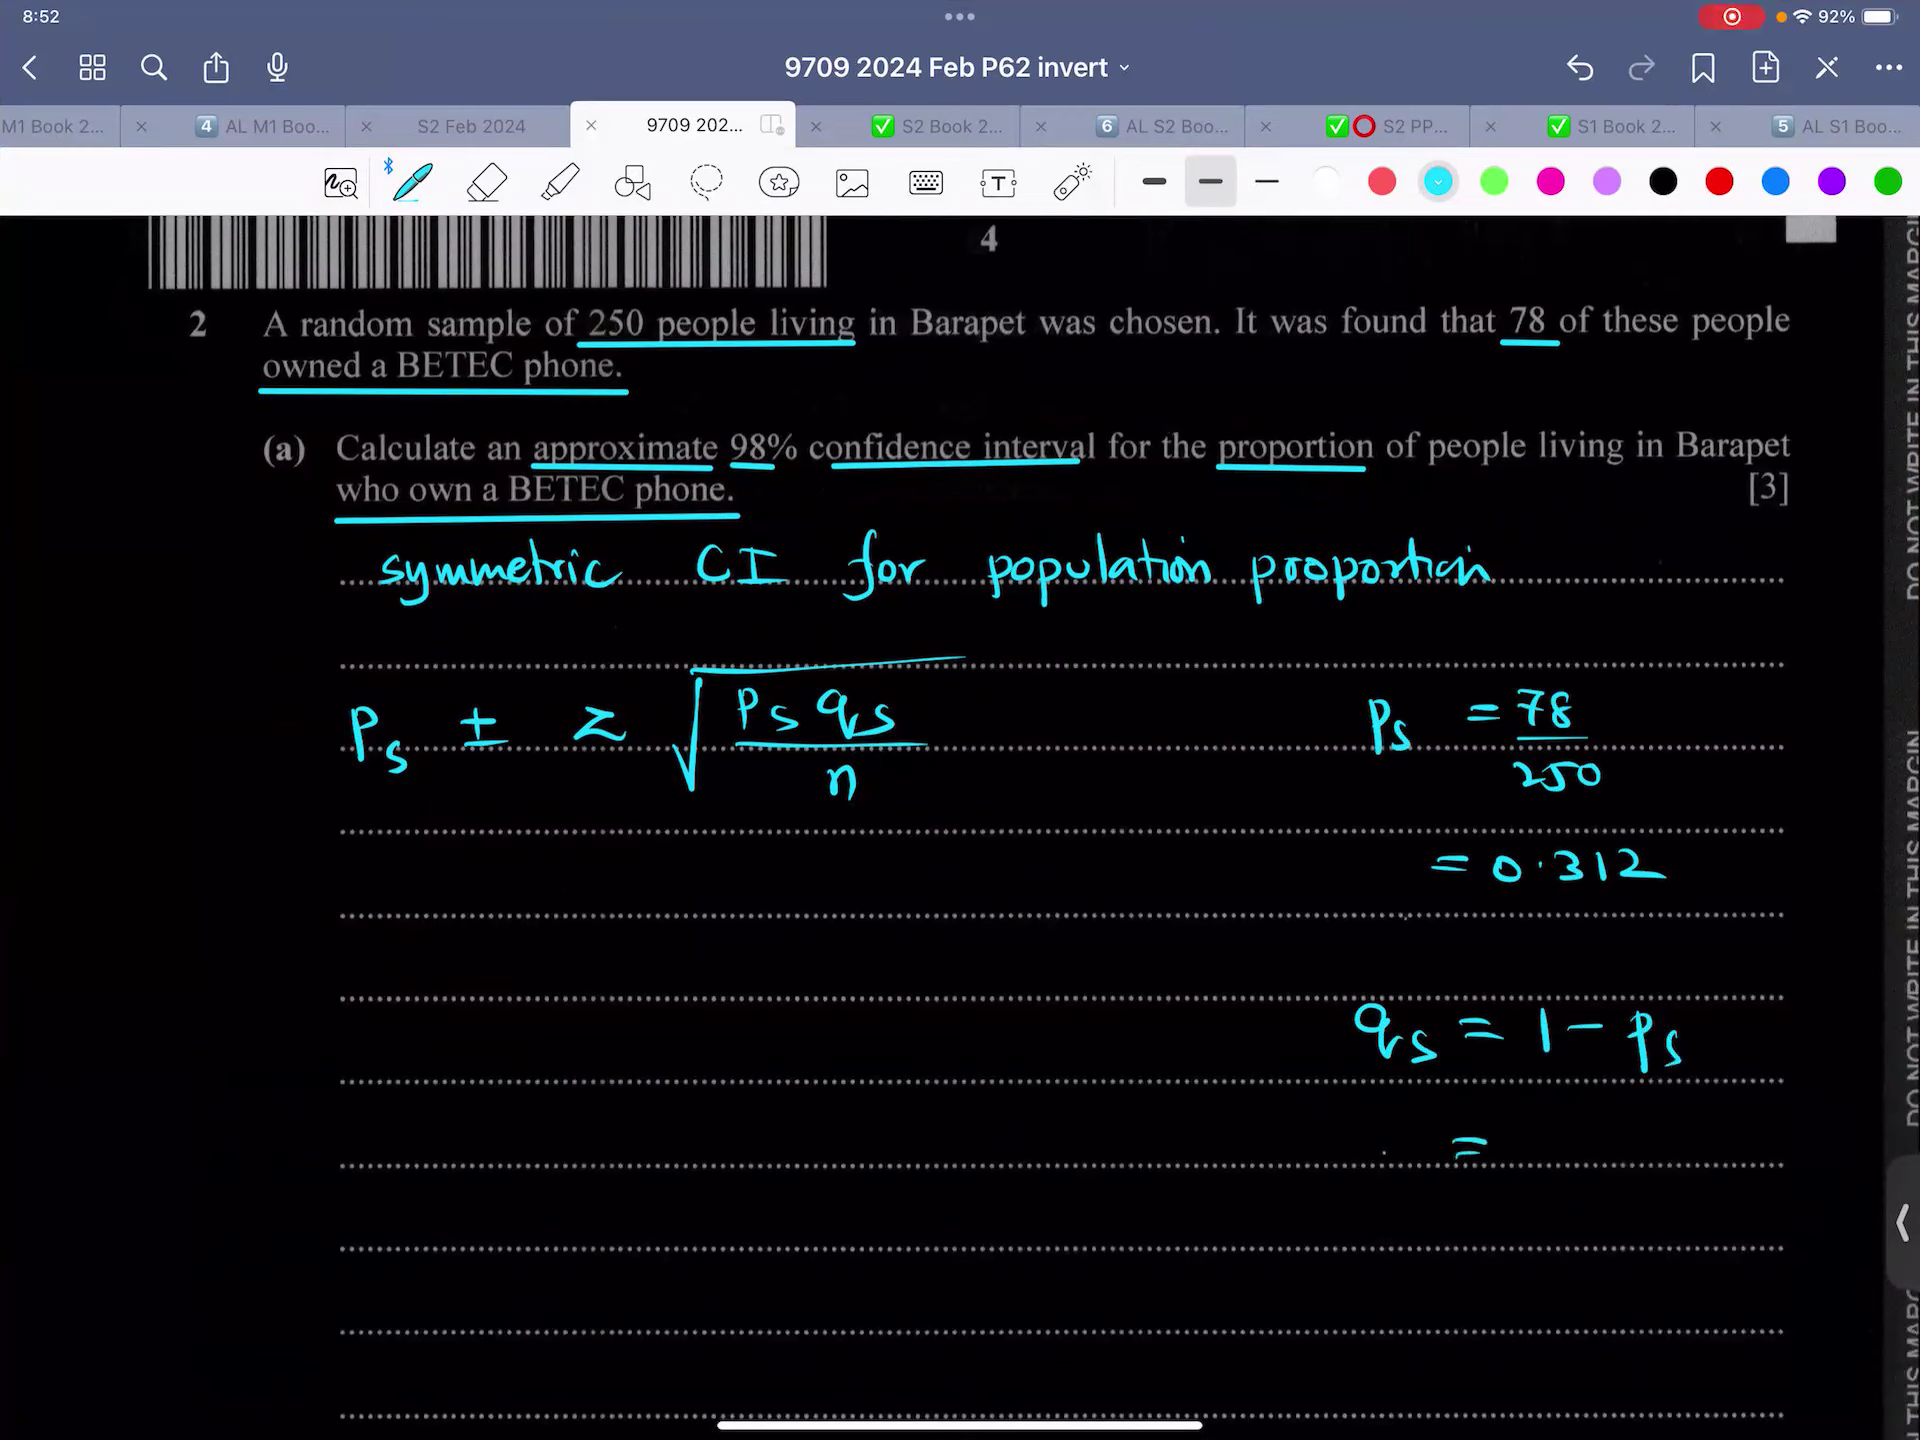 8:52
92%
9709 2024 Feb P62 invert
M1 Book 2...
4 AL M1 Boo...
S2 Feb 2024
9709 202...
S2 Book 2...
6 AL S2 Boo...
S2 PP...
S1 Book 2...
5 AL S1 Boo...
4
2 A random sample of 250 people living in Barapet was chosen. It was found that 78 of these people
owned a BETEC phone.
(a) Calculate an approximate 98% confidence interval for the proportion of people living in Barapet
who own a BETEC phone. [3]
symmetric CI for population proportion
Ps ± z √(Ps qs / n)
Ps = 78/250
= 0.312
qs = 1 - Ps
=
DO NOT WRITE IN THIS MARGIN
DO NOT WRITE IN THIS MARGIN